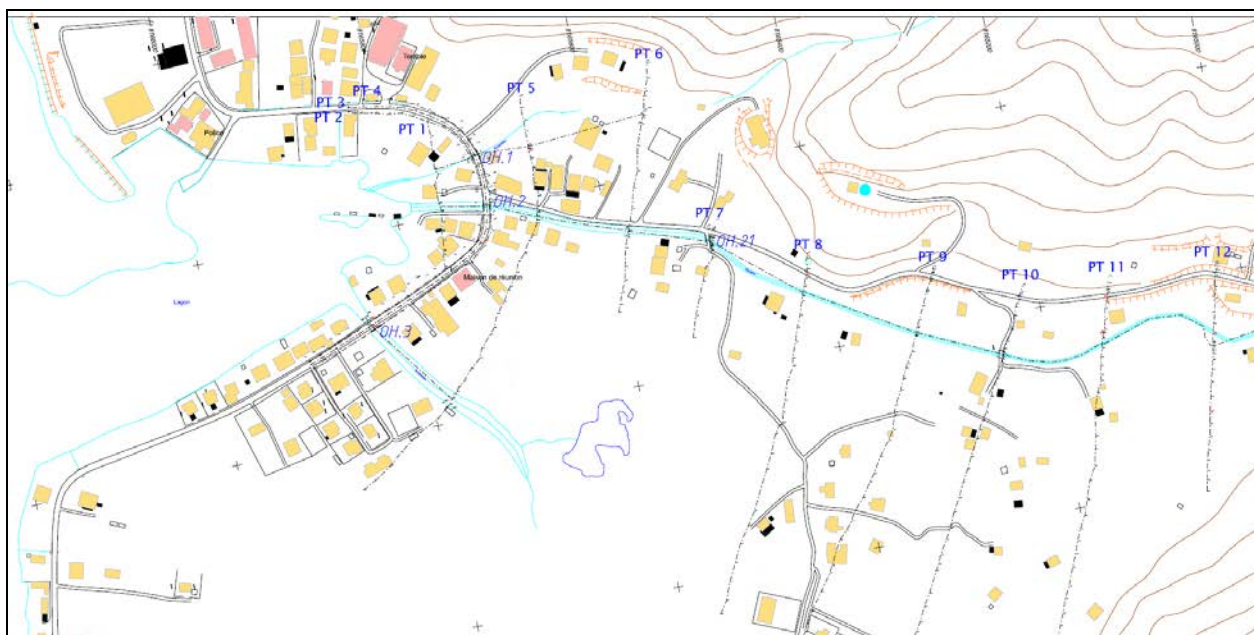 Temple
PT 6
PT 5
PT 4
PT 3
PT 2
PT 1
Police
OH.1
OH.2
PT 7
OH.21
PT 8
PT 9
PT 10
PT 11
PT 12
Maison de réunion
Lagon
OH.3